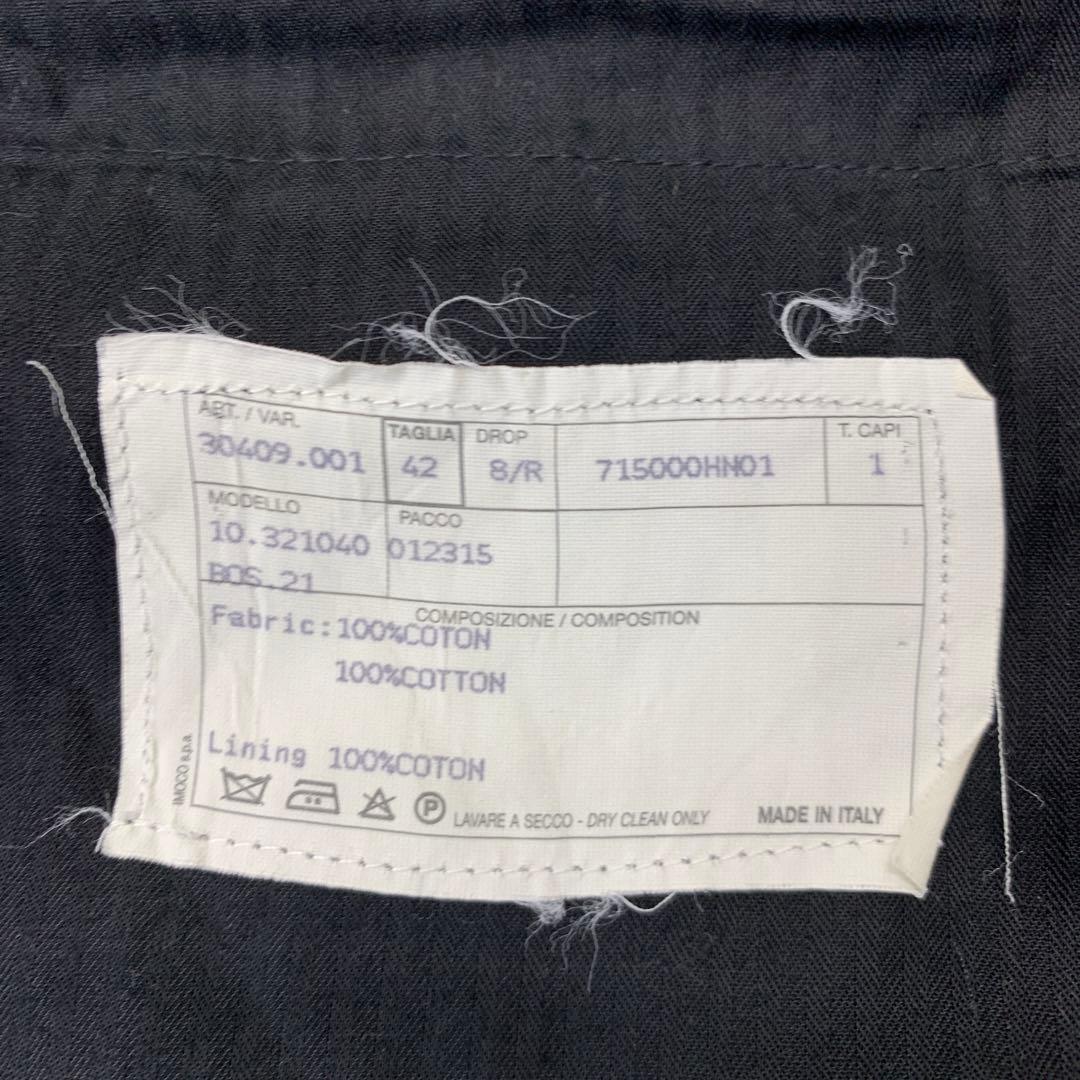 ART. / VAR.
30409.001
TAGLIA
42
DROP
8/R
715000HN01
T. CAPI
1
MODELLO
10.321040
BOS.21
PACCO
012315
COMPOSIZIONE / COMPOSITION
Fabric:100%COTON
100%COTTON
Lining 100%COTON
P
LAVARE A SECCO - DRY CLEAN ONLY
MADE IN ITALY
IMOCO s.p.a